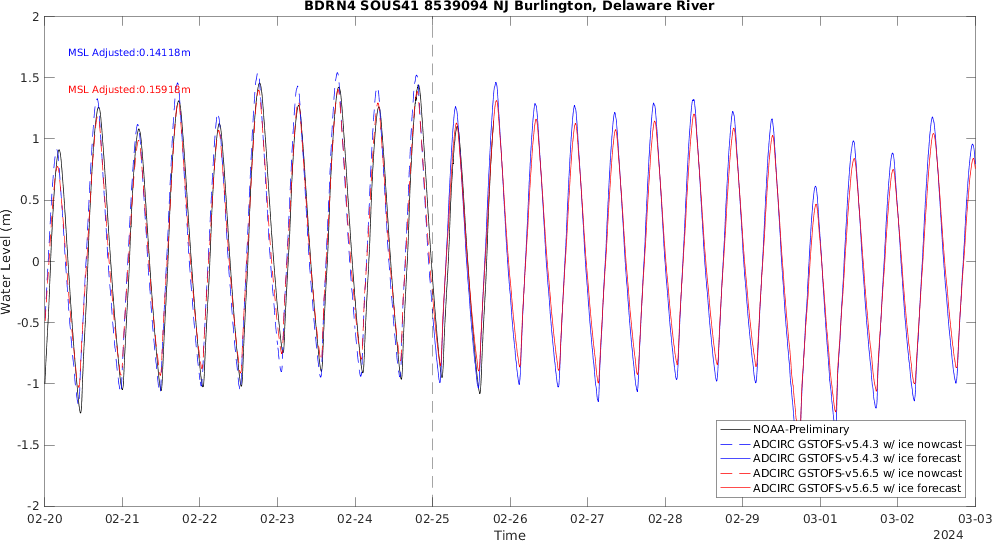 BDRN4 SOUS41 8539094 NJ Burlington, Delaware River
2
1.5
1
0.5
0
-0.5
-1
-1.5
-2
Water Level (m)
MSL Adjusted:0.14118m
MSL Adjusted:0.15918m
NOAA-Preliminary
ADCIRC GSTOFS-v5.4.3 w/ ice nowcast
ADCIRC GSTOFS-v5.4.3 w/ ice forecast
ADCIRC GSTOFS-v5.6.5 w/ ice nowcast
ADCIRC GSTOFS-v5.6.5 w/ ice forecast
02-20 02-21 02-22 02-23 02-24 02-25 02-26 02-27 02-28 02-29 03-01 03-02 03-03
Time
2024